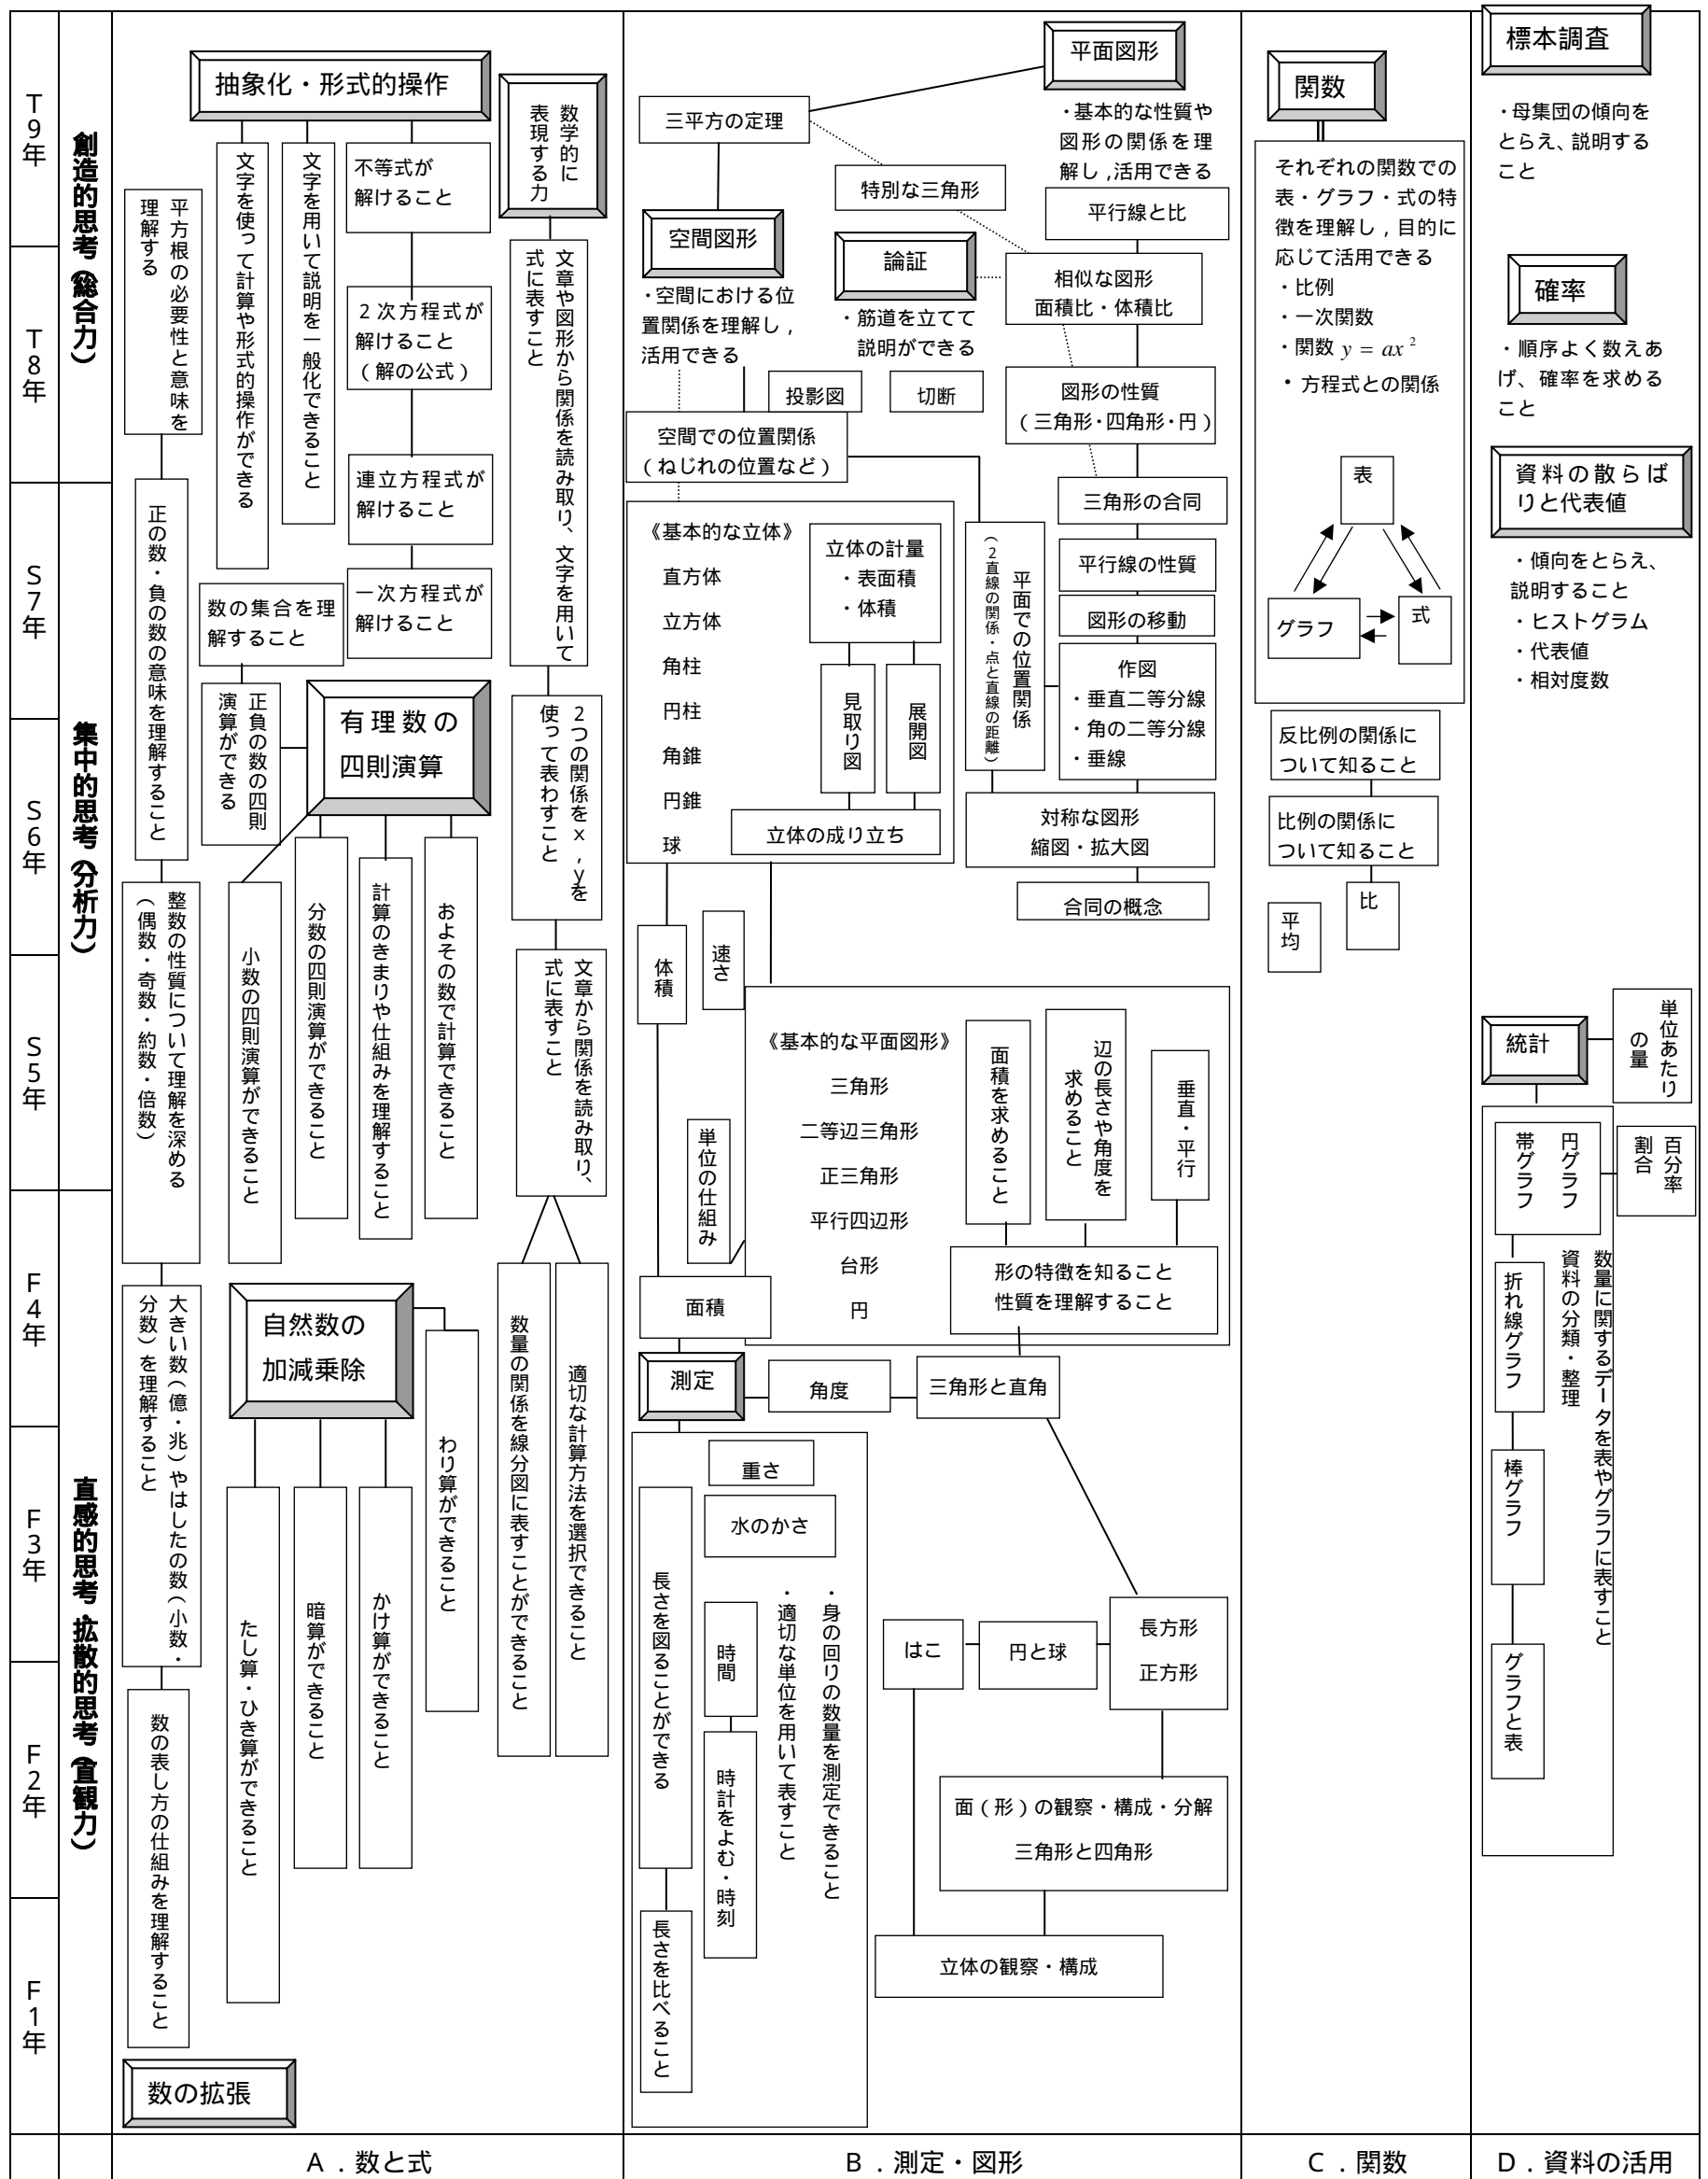 T9年
T8年
S7年
S6年
S5年
F4年
F3年
F2年
F1年
創造的思考(総合力)
集中的思考(分析力)
直感的思考・拡散的思考(直観力)
抽象化・形式的操作
数学的に
表現する力
平方根の必要性と意味を
理解する
文字を使って計算や形式的操作ができる
文字を用いて説明を一般化できること
不等式が
解けること
2次方程式が
解けること
(解の公式)
連立方程式が
解けること
一次方程式が
解けること
文章や図形から関係を読み取り、文字を用いて
式に表すこと
正の数・負の数の意味を理解すること
数の集合を理
解すること
正負の数の四則
演算ができる
有理数の
四則演算
2つの関係をx,yを
使って表わすこと
整数の性質について理解を深める
(偶数・奇数・約数・倍数)
小数の四則演算ができること
分数の四則演算ができること
計算のきまりや仕組みを理解すること
およその数で計算できること
文章から関係を読み取り、
式に表すこと
大きい数(億・兆)やはしたの数(小数・
分数)を理解すること
自然数の
加減乗除
わり算ができること
数量の関係を線分図に表すことができること
適切な計算方法を選択できること
たし算・ひき算ができること
暗算ができること
かけ算ができること
数の表し方の仕組みを理解すること
数の拡張
A.数と式
平面図形
・基本的な性質や
図形の関係を理
解し,活用できる
三平方の定理
特別な三角形
平行線と比
空間図形
・空間における位
置関係を理解し,
活用できる
論証
・筋道を立てて
説明ができる
相似な図形
面積比・体積比
投影図
切断
図形の性質
(三角形・四角形・円)
空間での位置関係
(ねじれの位置など)
三角形の合同
《基本的な立体》
直方体
立方体
角柱
円柱
角錐
円錐
球
立体の計量
・表面積
・体積
見取り図
展開図
立体の成り立ち
平面での位置関係
(2直線の関係・点と直線の距離)
平行線の性質
図形の移動
作図
・垂直二等分線
・角の二等分線
・垂線
対称な図形
縮図・拡大図
合同の概念
体積
速さ
《基本的な平面図形》
三角形
二等辺三角形
正三角形
平行四辺形
台形
円
面積を求めること
辺の長さや角度を
求めること
垂直・平行
単位の仕組み
形の特徴を知ること
性質を理解すること
面積
測定
角度
三角形と直角
重さ
水のかさ
長さを図ることができる
時間
時計をよむ・時刻
・身の回りの数量を測定できること
・適切な単位を用いて表すこと
長さを比べること
はこ
円と球
長方形
正方形
面(形)の観察・構成・分解
三角形と四角形
立体の観察・構成
B.測定・図形
関数
それぞれの関数での
表・グラフ・式の特
徴を理解し,目的に
応じて活用できる
・比例
・一次関数
・関数 y = ax²
・方程式との関係
表
グラフ
式
反比例の関係に
ついて知ること
比例の関係に
ついて知ること
比
平均
C.関数
標本調査
・母集団の傾向を
とらえ、説明する
こと
確率
・順序よく数えあ
げ、確率を求める
こと
資料の散らば
りと代表値
・傾向をとらえ、
説明すること
・ヒストグラム
・代表値
・相対度数
統計
単位あたり
の量
円グラフ
帯グラフ
百分率
割合
折れ線グラフ
棒グラフ
グラフと表
数量に関するデータを表やグラフに表すこと
資料の分類・整理
D.資料の活用